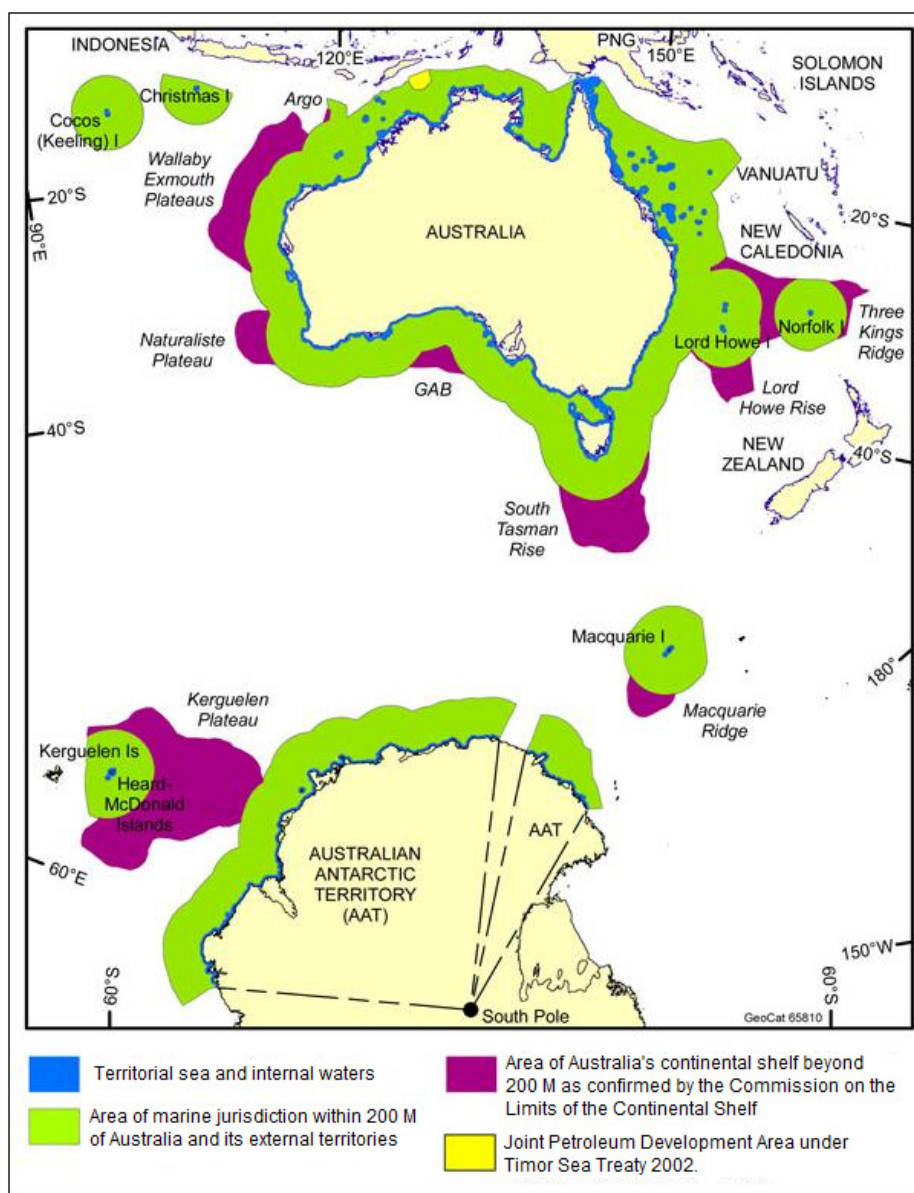 INDONESIA
120°E
PNG
150°E
SOLOMON
ISLANDS
Christmas I
Cocos
(Keeling) I
Argo
Wallaby
Exmouth
Plateaus
20°S
90°E
AUSTRALIA
VANUATU
20°S
NEW
CALEDONIA
Naturaliste
Plateau
GAB
Lord Howe I
Norfolk I
Three
Kings
Ridge
Lord
Howe Rise
40°S
NEW
ZEALAND
40°S
South
Tasman
Rise
Macquarie I
180°
Macquarie
Ridge
Kerguelen
Plateau
Kerguelen Is
Heard-
McDonald
Islands
60°E
AUSTRALIAN
ANTARCTIC
TERRITORY
(AAT)
AAT
150°W
60°S
South Pole
60°S
GeoCat 65810
Territorial sea and internal waters
Area of marine jurisdiction within 200 M
of Australia and its external territories
Area of Australia's continental shelf beyond
200 M as confirmed by the Commission on the
Limits of the Continental Shelf
Joint Petroleum Development Area under
Timor Sea Treaty 2002.